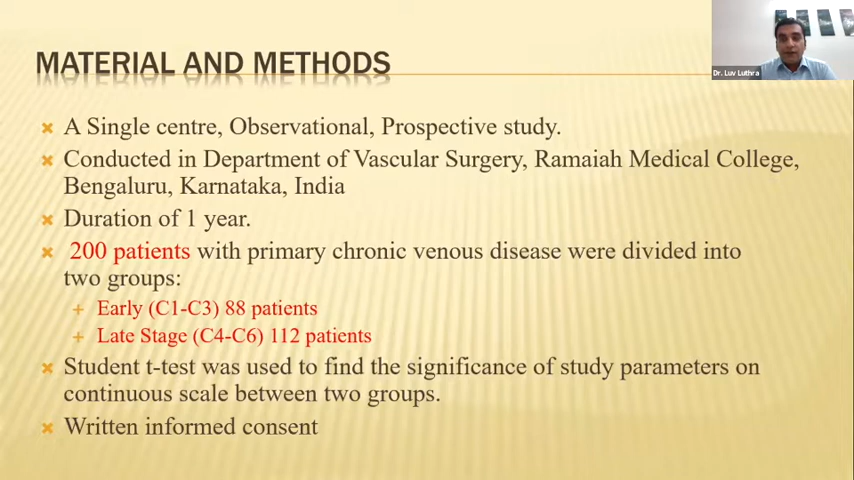 MATERIAL AND METHODS
Dr. Luv Luthra
A Single centre, Observational, Prospective study.
Conducted in Department of Vascular Surgery, Ramaiah Medical College,
Bengaluru, Karnataka, India
Duration of 1 year.
200 patients with primary chronic venous disease were divided into
two groups:
Early (C1-C3) 88 patients
Late Stage (C4-C6) 112 patients
Student t-test was used to find the significance of study parameters on
continuous scale between two groups.
Written informed consent